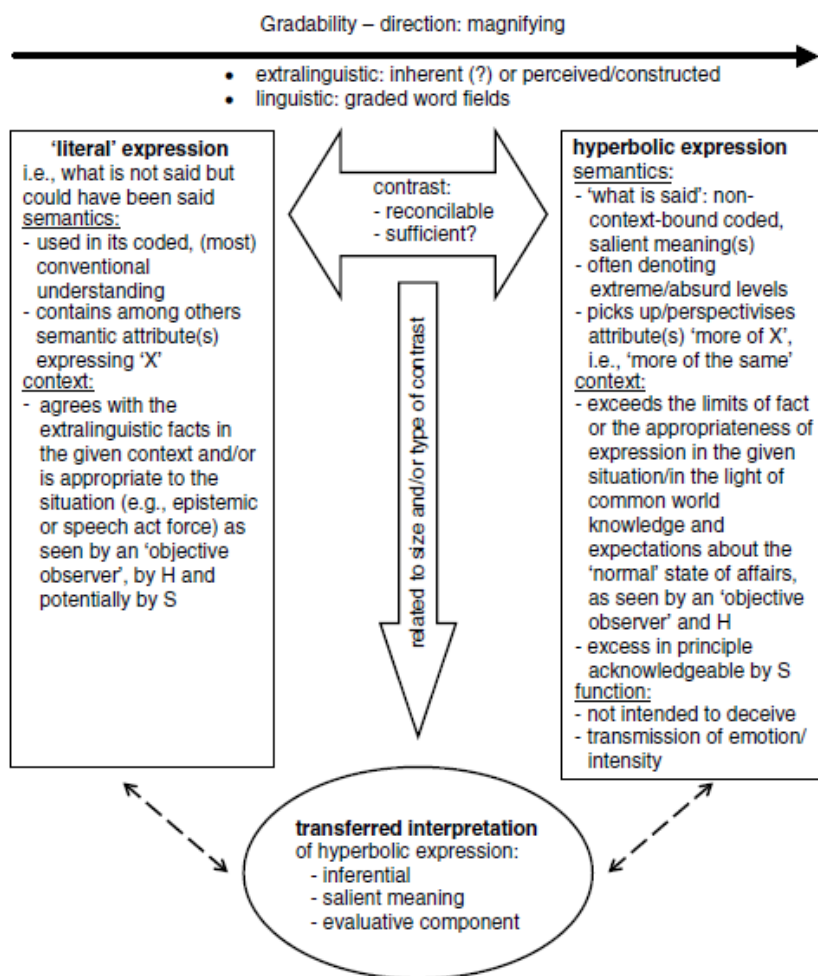 Gradability – direction: magnifying
• extralinguistic: inherent (?) or perceived/constructed
• linguistic: graded word fields
‘literal’ expression
i.e., what is not said but
could have been said
semantics:
- used in its coded, (most)
conventional
understanding
- contains among others
semantic attribute(s)
expressing ‘X’
context:
- agrees with the
extralinguistic facts in
the given context and/or
is appropriate to the
situation (e.g., epistemic
or speech act force) as
seen by an ‘objective
observer’, by H and
potentially by S
contrast:
- reconcilable
- sufficient?
related to size and/or type of contrast
hyperbolic expression
semantics:
- ‘what is said’: non-
context-bound coded,
salient meaning(s)
- often denoting
extreme/absurd levels
- picks up/perspectivises
attribute(s) ‘more of X’,
i.e., ‘more of the same’
context:
- exceeds the limits of fact
or the appropriateness of
expression in the given
situation/in the light of
common world
knowledge and
expectations about the
‘normal’ state of affairs,
as seen by an ‘objective
observer’ and H
- excess in principle
acknowledgeable by S
function:
- not intended to deceive
- transmission of emotion/
intensity
transferred interpretation
of hyperbolic expression:
- inferential
- salient meaning
- evaluative component